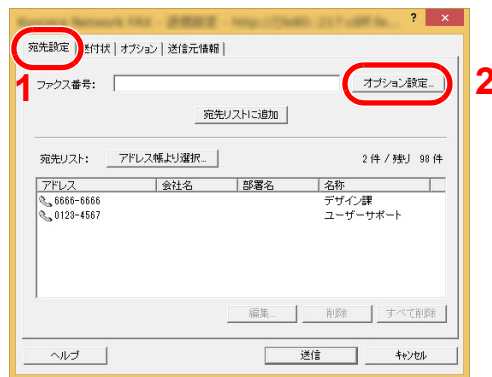 宛先設定 送付状 オプション 送信元情報
1 ファクス番号: オプション設定... 2
宛先リストに追加
宛先リスト: アドレス帳より選択... 2 件 / 残り 98 件
アドレス 会社名 部署名 名称
6666-6666 デザイン課
0123-4567 ユーザーサポート
編集... 削除 すべて削除
ヘルプ 送信 キャンセル